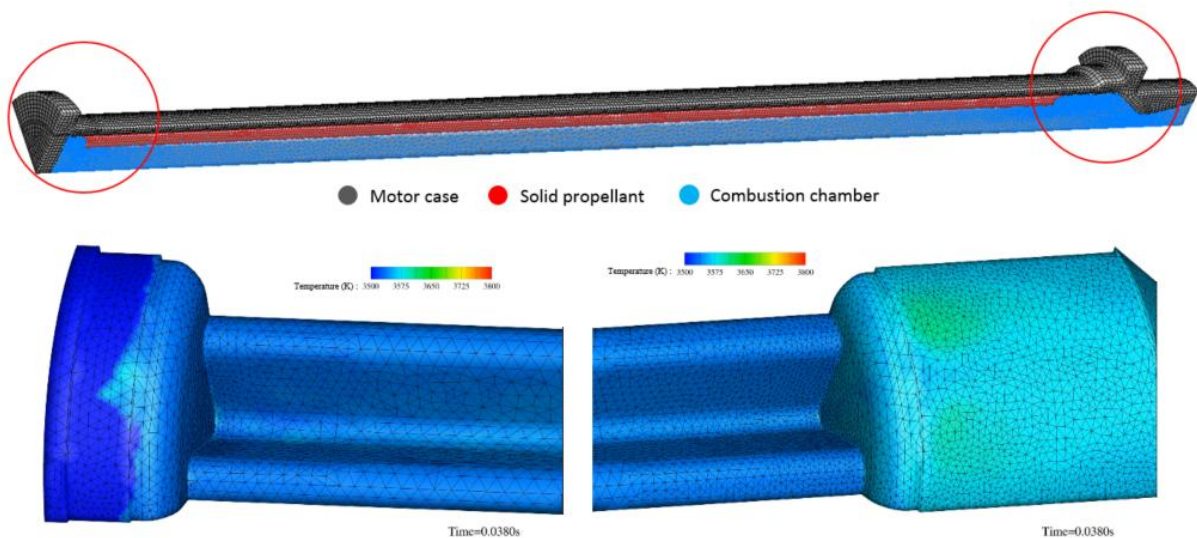 Motor case
Solid propellant
Combustion chamber
Temperature (K) : 3500 3575 3650 3725 3800
Temperature (K) : 3500 3575 3650 3725 3800
Time=0.0380s
Time=0.0380s